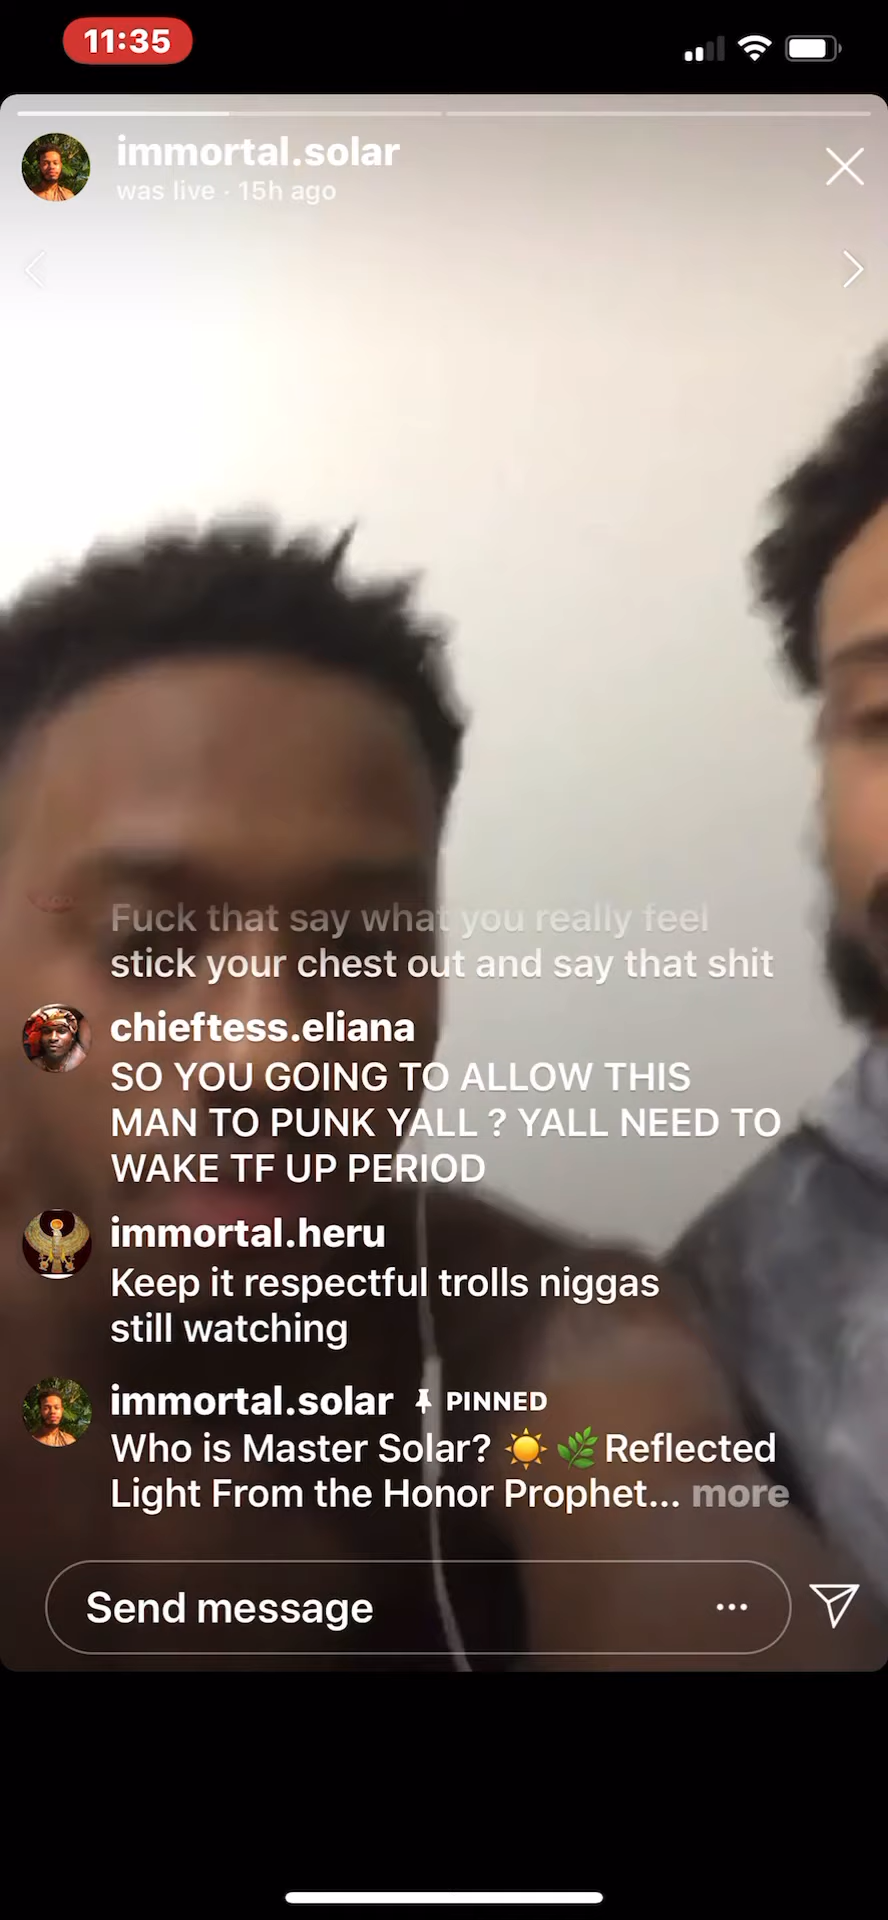 11:35
immortal.solar
was live · 15h ago
Fuck that say what you really feel
stick your chest out and say that shit
chieftess.eliana
SO YOU GOING TO ALLOW THIS
MAN TO PUNK YALL ? YALL NEED TO
WAKE TF UP PERIOD
immortal.heru
Keep it respectful trolls niggas
still watching
immortal.solar PINNED
Who is Master Solar? ☀️🌿Reflected
Light From the Honor Prophet... more
Send message